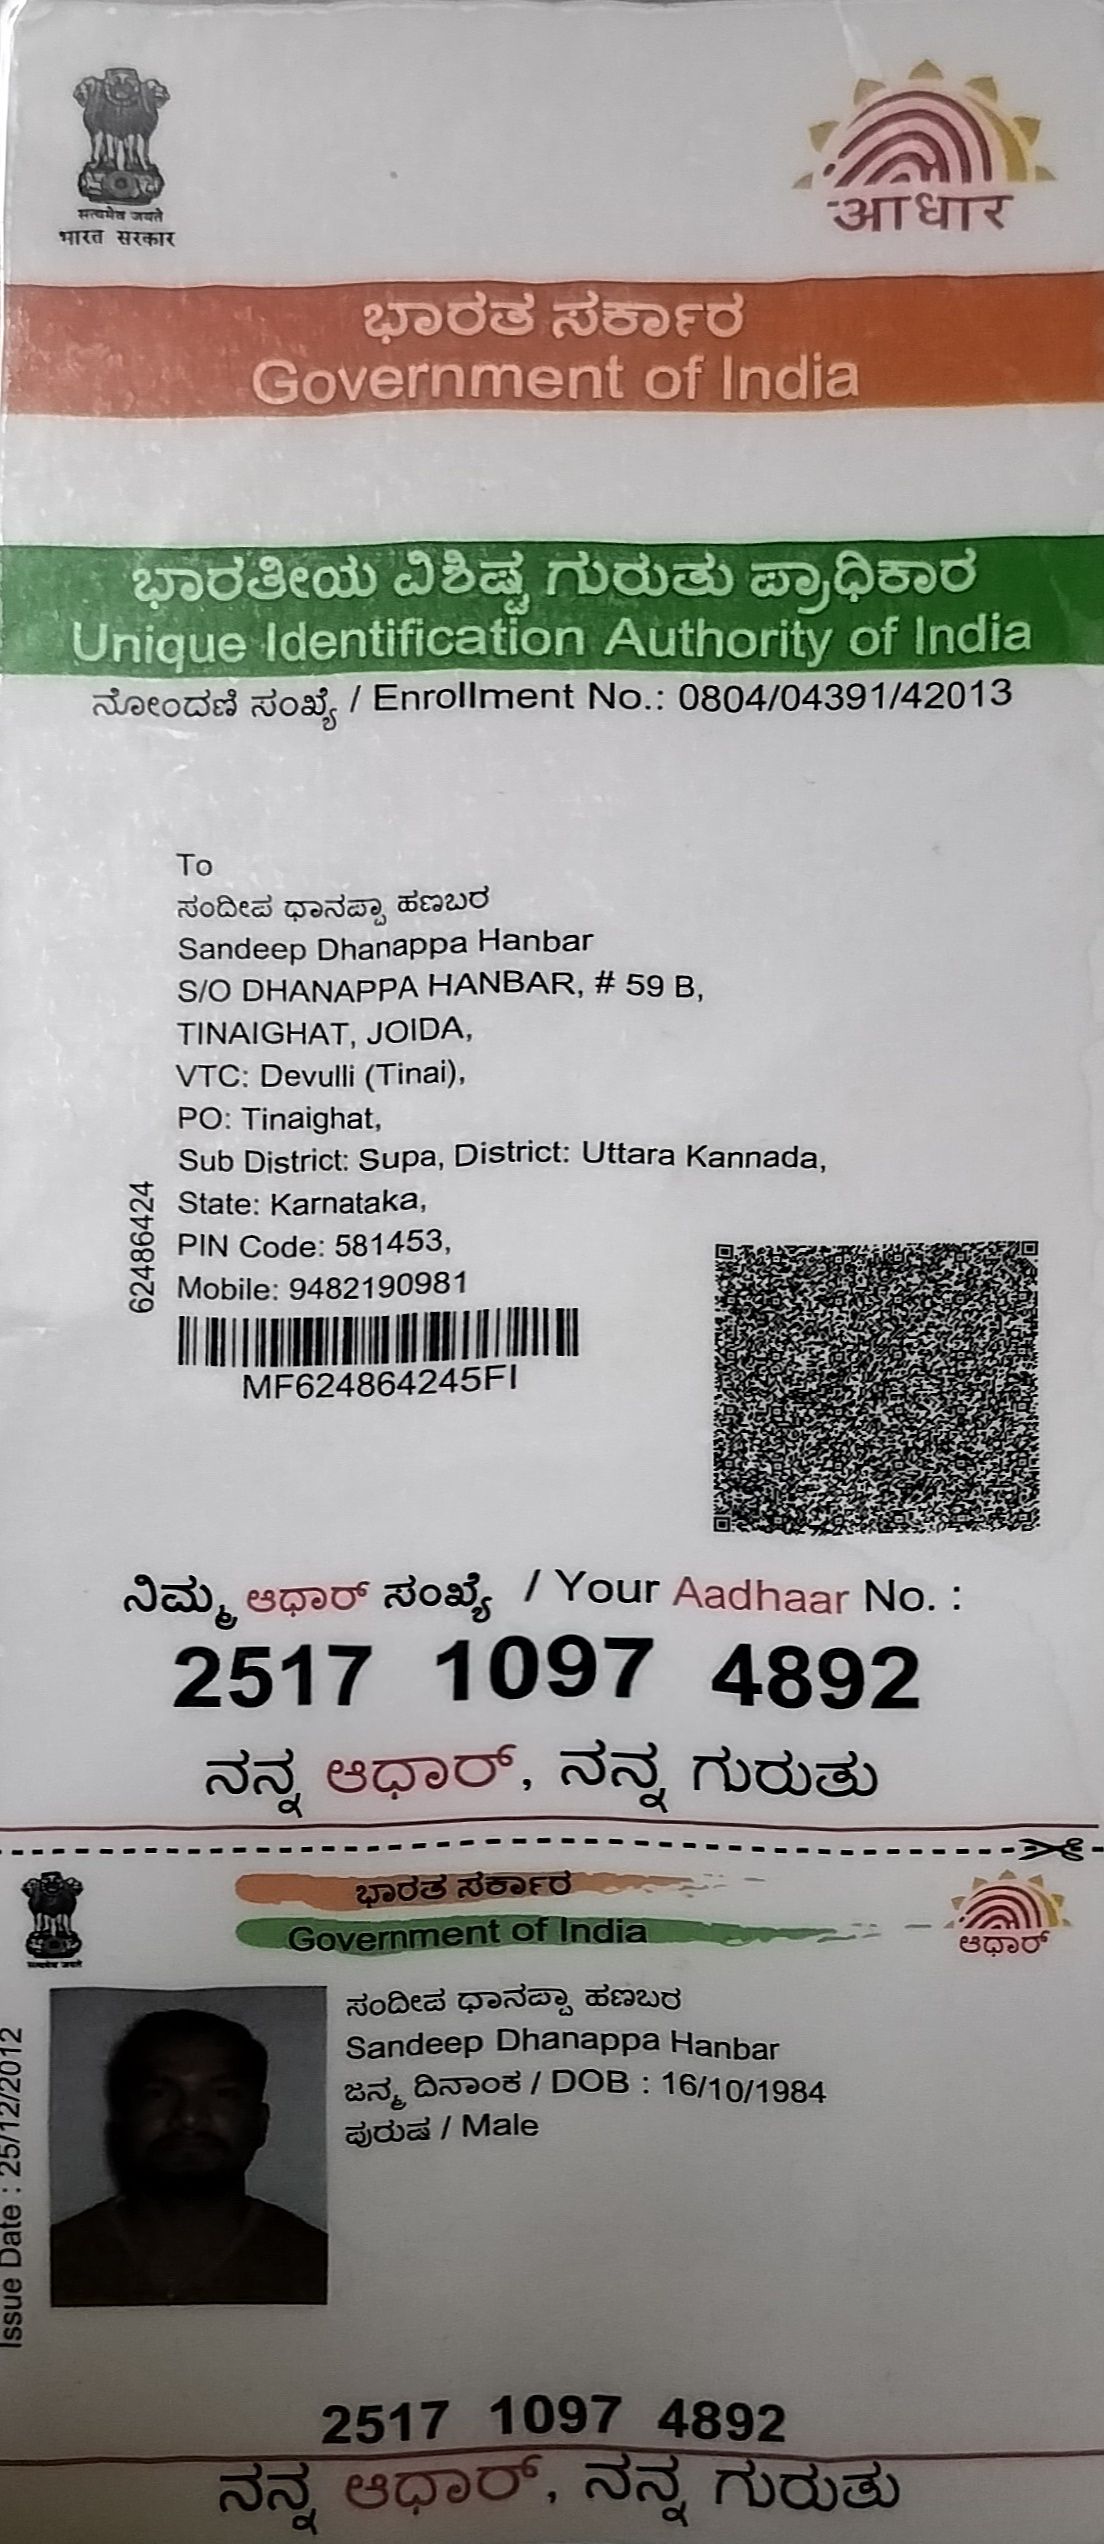 सत्यमेव जयते
भारत सरकार
आधार
ಭಾರತ ಸರ್ಕಾರ
Government of India
ಭಾರತೀಯ ವಿಶಿಷ್ಟ ಗುರುತು ಪ್ರಾಧಿಕಾರ
Unique Identification Authority of India
ನೋಂದಣಿ ಸಂಖ್ಯೆ / Enrollment No.: 0804/04391/42013
To
ಸಂದೀಪ ಧಾನಪ್ಪಾ ಹಣಬರ
Sandeep Dhanappa Hanbar
S/O DHANAPPA HANBAR, # 59 B,
TINAIGHAT, JOIDA,
VTC: Devulli (Tinai),
PO: Tinaighat,
Sub District: Supa, District: Uttara Kannada,
State: Karnataka,
PIN Code: 581453,
Mobile: 9482190981
62486424
MF624864245FI
ನಿಮ್ಮ ಆಧಾರ್ ಸಂಖ್ಯೆ / Your Aadhaar No. :
2517 1097 4892
ನನ್ನ ಆಧಾರ್, ನನ್ನ ಗುರುತು
ಭಾರತ ಸರ್ಕಾರ
Government of India
सत्यमेव जयते
ಆಧಾರ್
ಸಂದೀಪ ಧಾನಪ್ಪಾ ಹಣಬರ
Sandeep Dhanappa Hanbar
ಜನ್ಮ ದಿನಾಂಕ / DOB : 16/10/1984
ಪುರುಷ / Male
Issue Date : 25/12/2012
2517 1097 4892
ನನ್ನ ಆಧಾರ್, ನನ್ನ ಗುರುತು